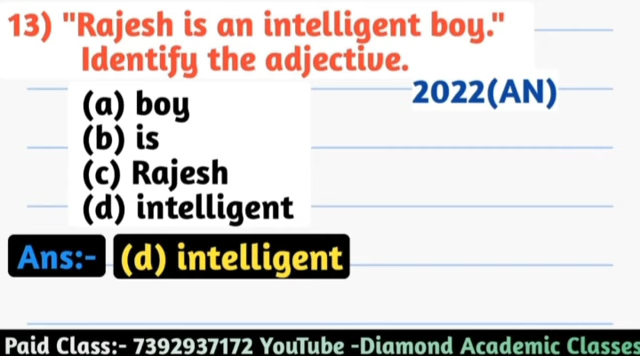 13) "Rajesh is an intelligent boy."
Identify the adjective.
2022(AN)
(a) boy
(b) is
(c) Rajesh
(d) intelligent
Ans:- (d) intelligent
Paid Class:- 7392937172 YouTube -Diamond Academic Classes